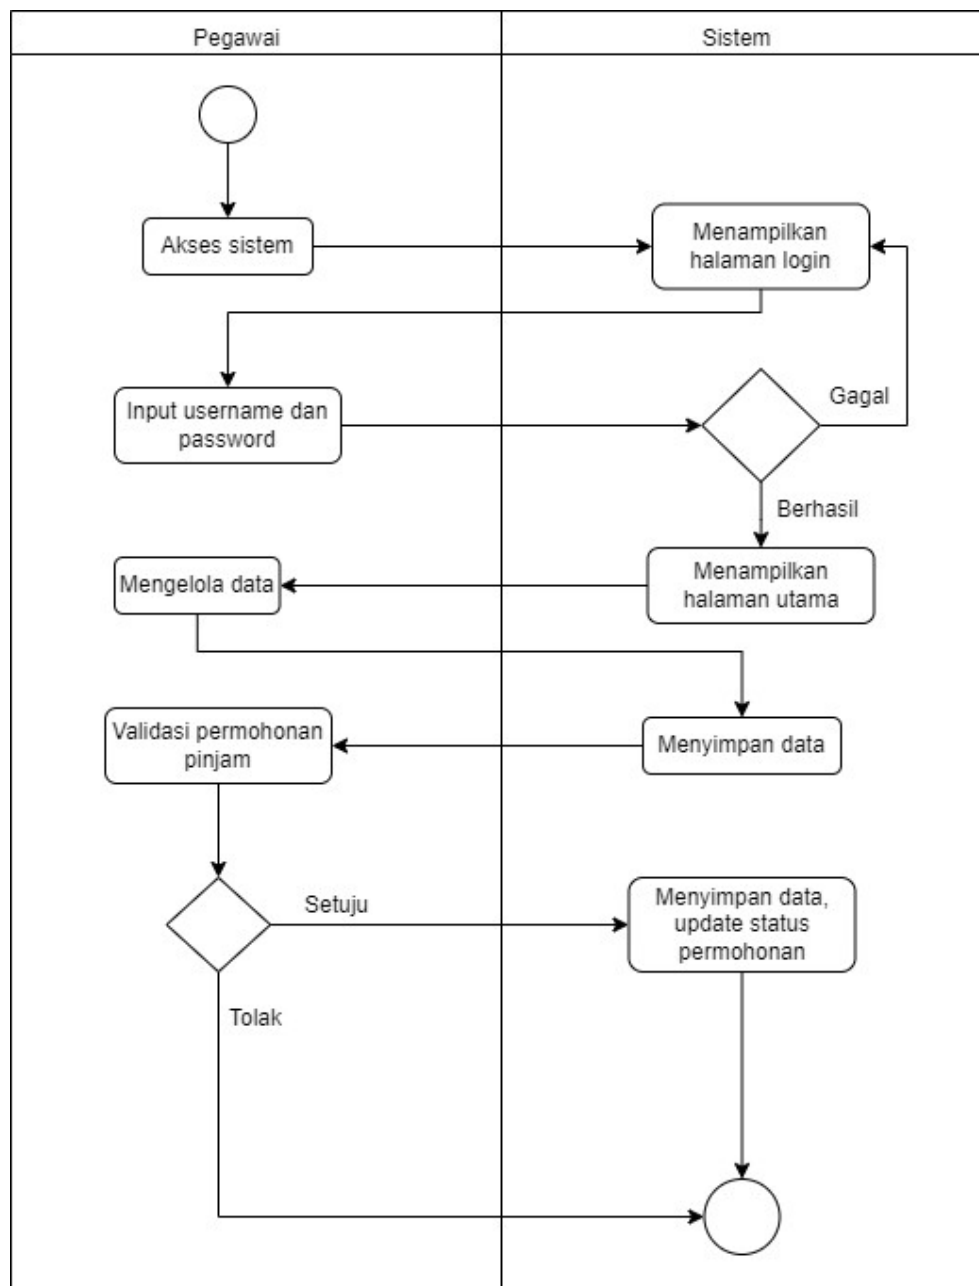 Pegawai
Sistem
Akses sistem
Menampilkan
halaman login
Input username dan
password
Gagal
Berhasil
Mengelola data
Menampilkan
halaman utama
Validasi permohonan
pinjam
Menyimpan data
Setuju
Menyimpan data,
update status
permohonan
Tolak